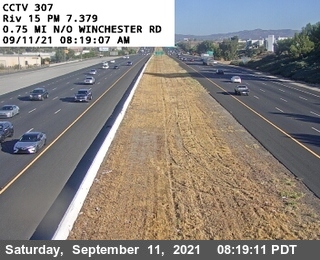 CCTV 307
Riv 15 PM 7.379
0.75 MI N/O WINCHESTER RD
09/11/21 08:19:07 AM
Saturday, September 11, 2021 08:19:11 PDT